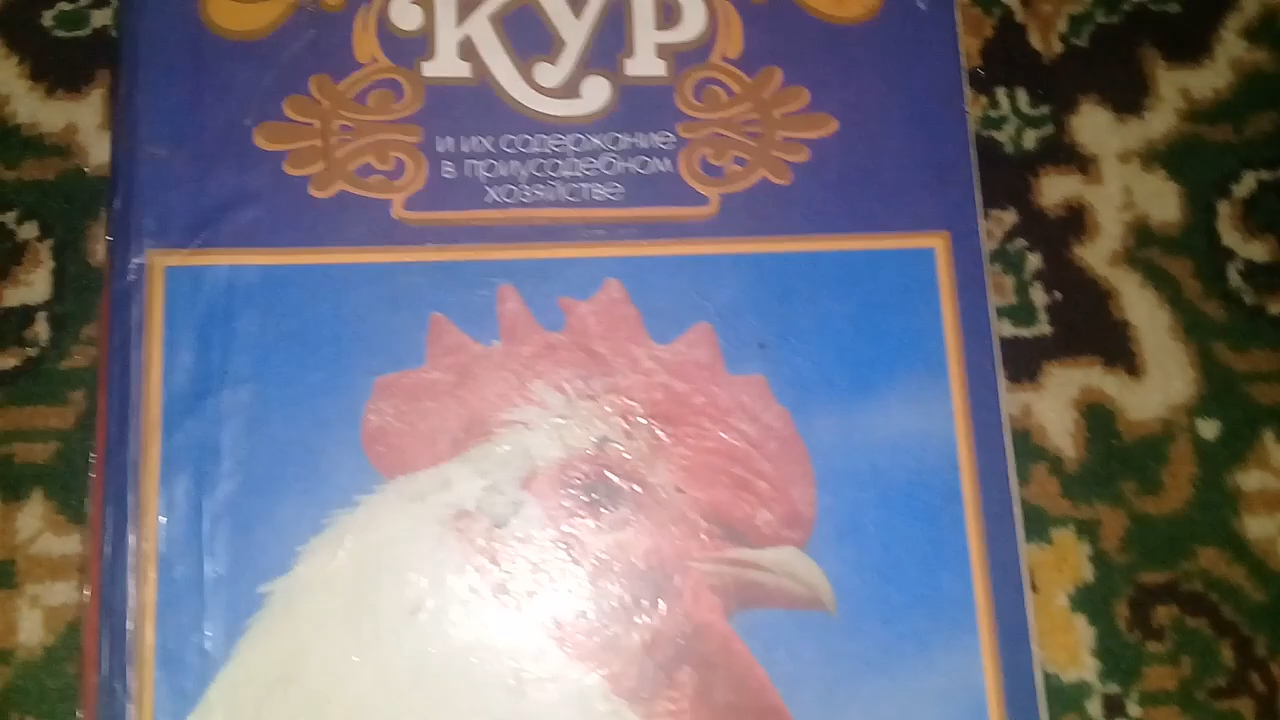 КУР
и их содержание
в приусадебном
хозяйстве